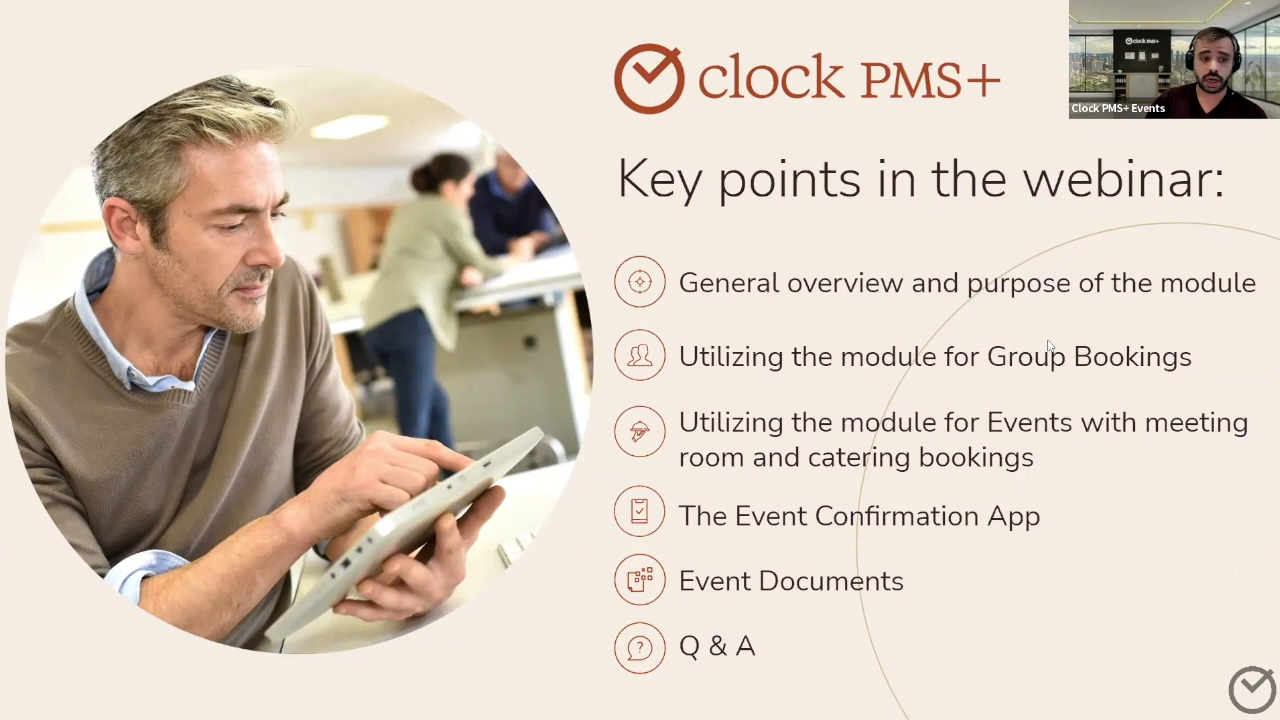 clock PMS+
clock PMS+
Clock PMS+ Events
Key points in the webinar:
General overview and purpose of the module
Utilizing the module for Group Bookings
Utilizing the module for Events with meeting
room and catering bookings
The Event Confirmation App
Event Documents
?
Q & A